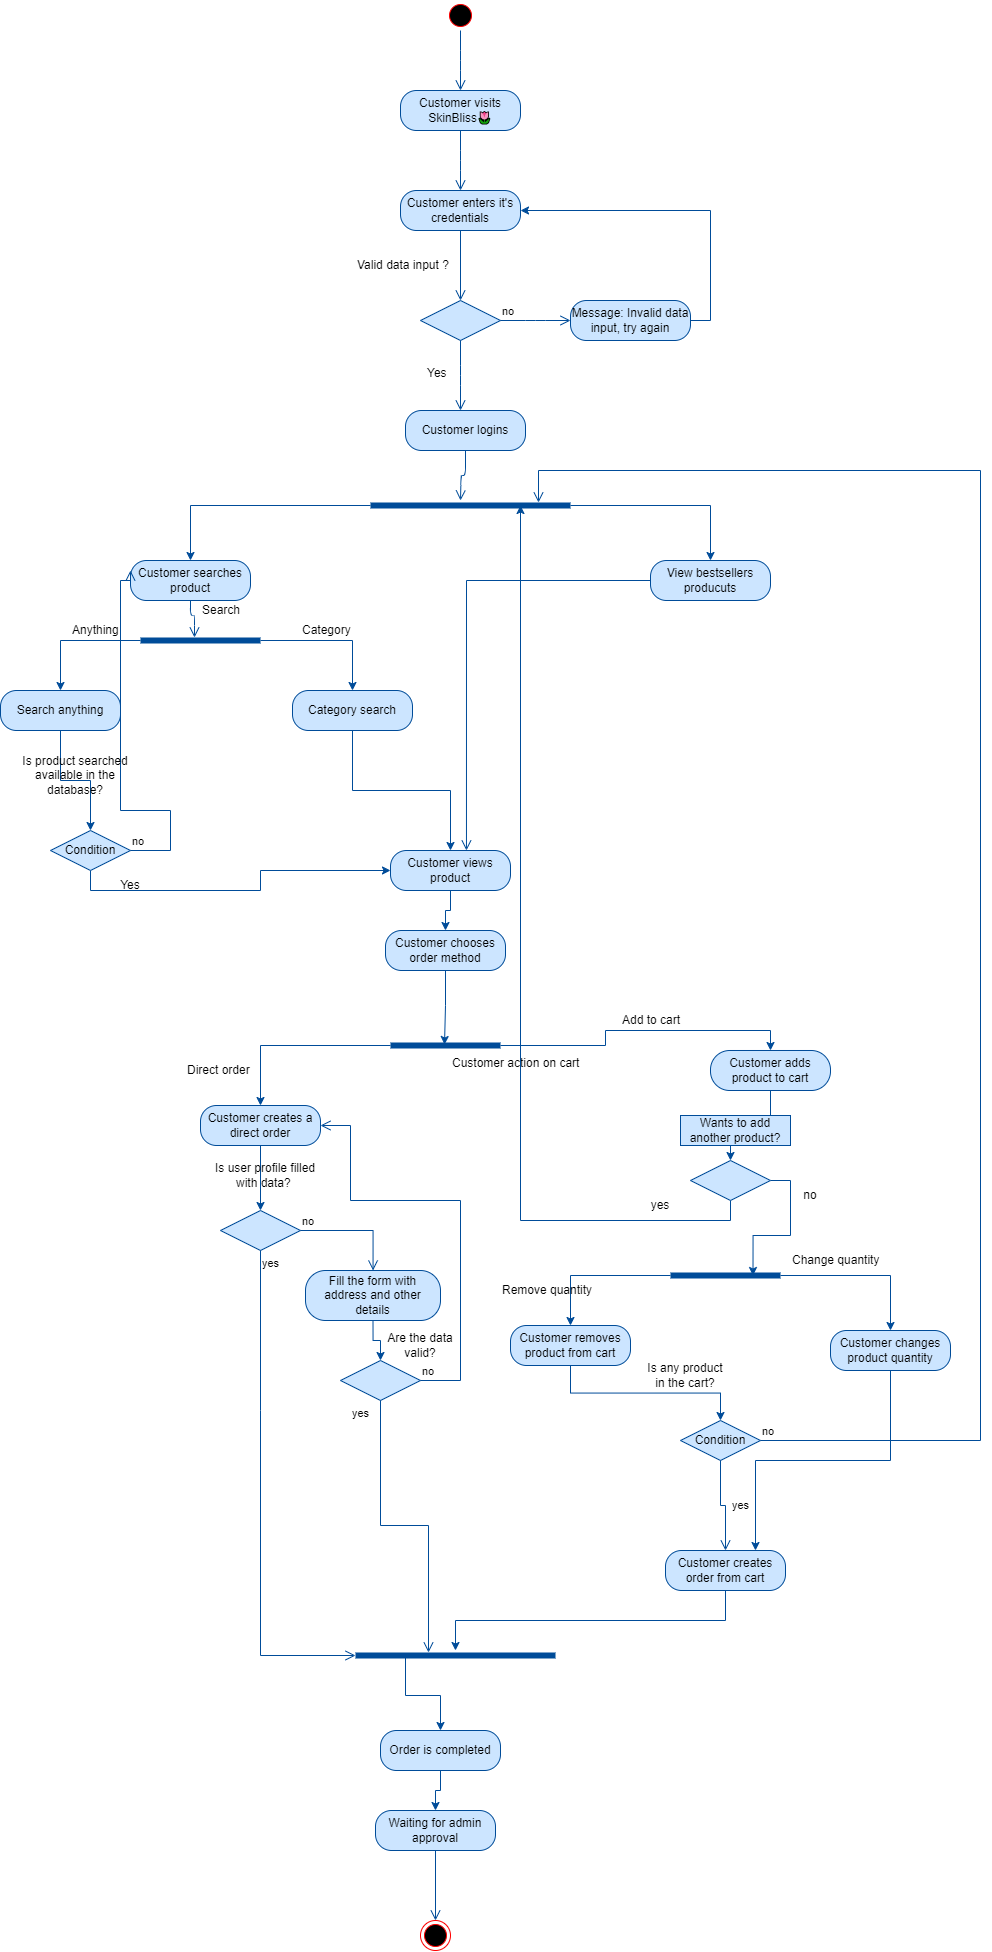 Customer visits
SkinBliss🌷
Customer enters it's
credentials
Valid data input ?
no
Message: Invalid data
input, try again
Yes
Customer logins
Customer searches
product
View bestsellers
producuts
Search
Anything
Category
Search anything
Category search
Is product searched
available in the
database?
Condition
no
Yes
Customer views
product
Customer chooses
order method
Add to cart
Customer action on cart
Direct order
Customer adds
product to cart
Customer creates a
direct order
Wants to add
another product?
Is user profile filled
with data?
yes
no
no
yes
Fill the form with
address and other
details
Change quantity
Remove quantity
Are the data
valid?
no
yes
Customer removes
product from cart
Customer changes
product quantity
Is any product
in the cart?
Condition
no
yes
Customer creates
order from cart
Order is completed
Waiting for admin
approval